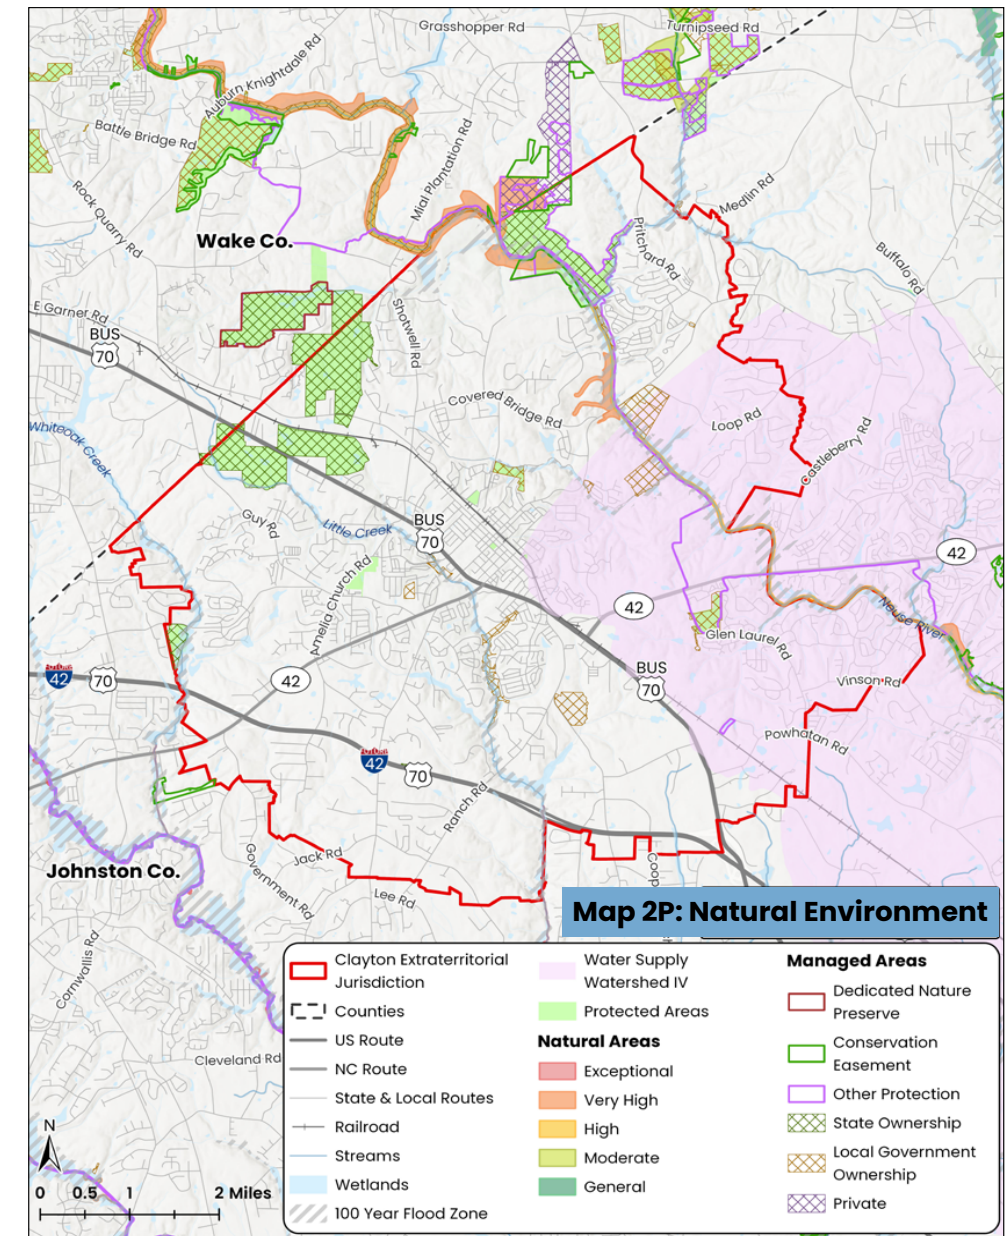 Grasshopper Rd
Turnipseed Rd
Auburn Knightdale Rd
Battle Bridge Rd
Mial Plantation Rd
Rock Quarry Rd
Medlin Rd
Wake Co.
Pritchard Rd
Buffalo Rd
E Garner Rd
BUS
70
Shotwell Rd
Covered Bridge Rd
Loop Rd
Castleberry Rd
Whiteoak Creek
Guy Rd
Little Creek
BUS
70
42
Amelia Church Rd
42
Neuse River
Glen Laurel Rd
42
70
42
BUS
70
Vinson Rd
Powhatan Rd
42
70
Ranch Rd
Jack Rd
Johnston Co.
Government Rd
Lee Rd
Coop
Cornwallis Rd
Cleveland Rd
Map 2P: Natural Environment
Clayton Extraterritorial
Jurisdiction
Counties
US Route
NC Route
State & Local Routes
Railroad
Streams
Wetlands
100 Year Flood Zone
Water Supply
Watershed IV
Protected Areas
Natural Areas
Exceptional
Very High
High
Moderate
General
Managed Areas
Dedicated Nature
Preserve
Conservation
Easement
Other Protection
State Ownership
Local Government
Ownership
Private
N
0 0.5 1 2 Miles